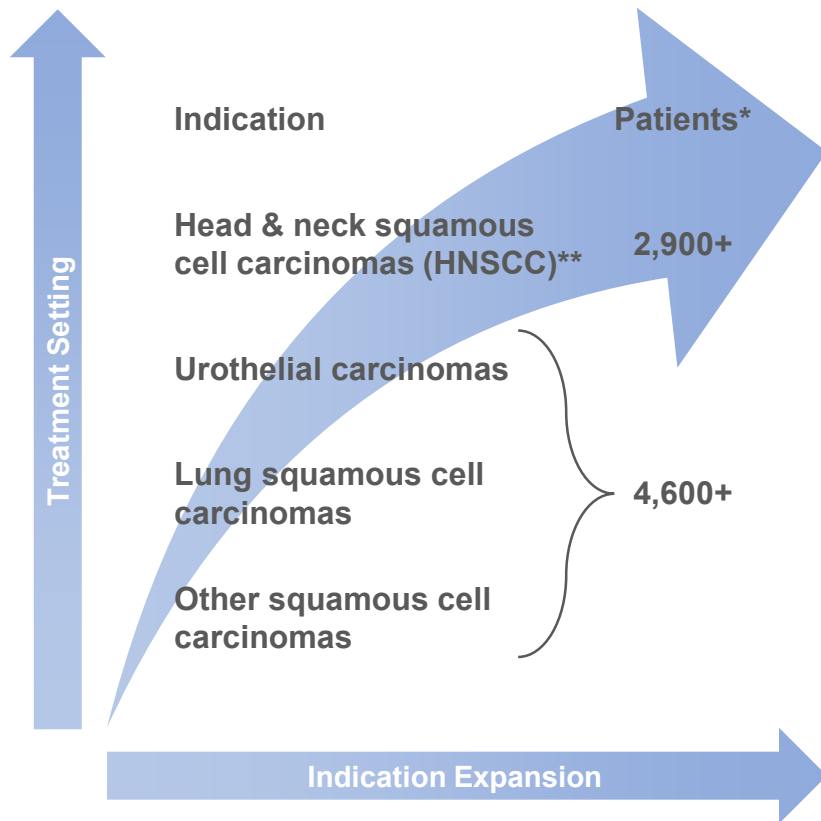 Indication
Patients*
Head & neck squamous
cell carcinomas (HNSCC)**
2,900+
Urothelial carcinomas
Lung squamous cell
carcinomas
4,600+
Other squamous cell
carcinomas
Treatment Setting
Indication Expansion